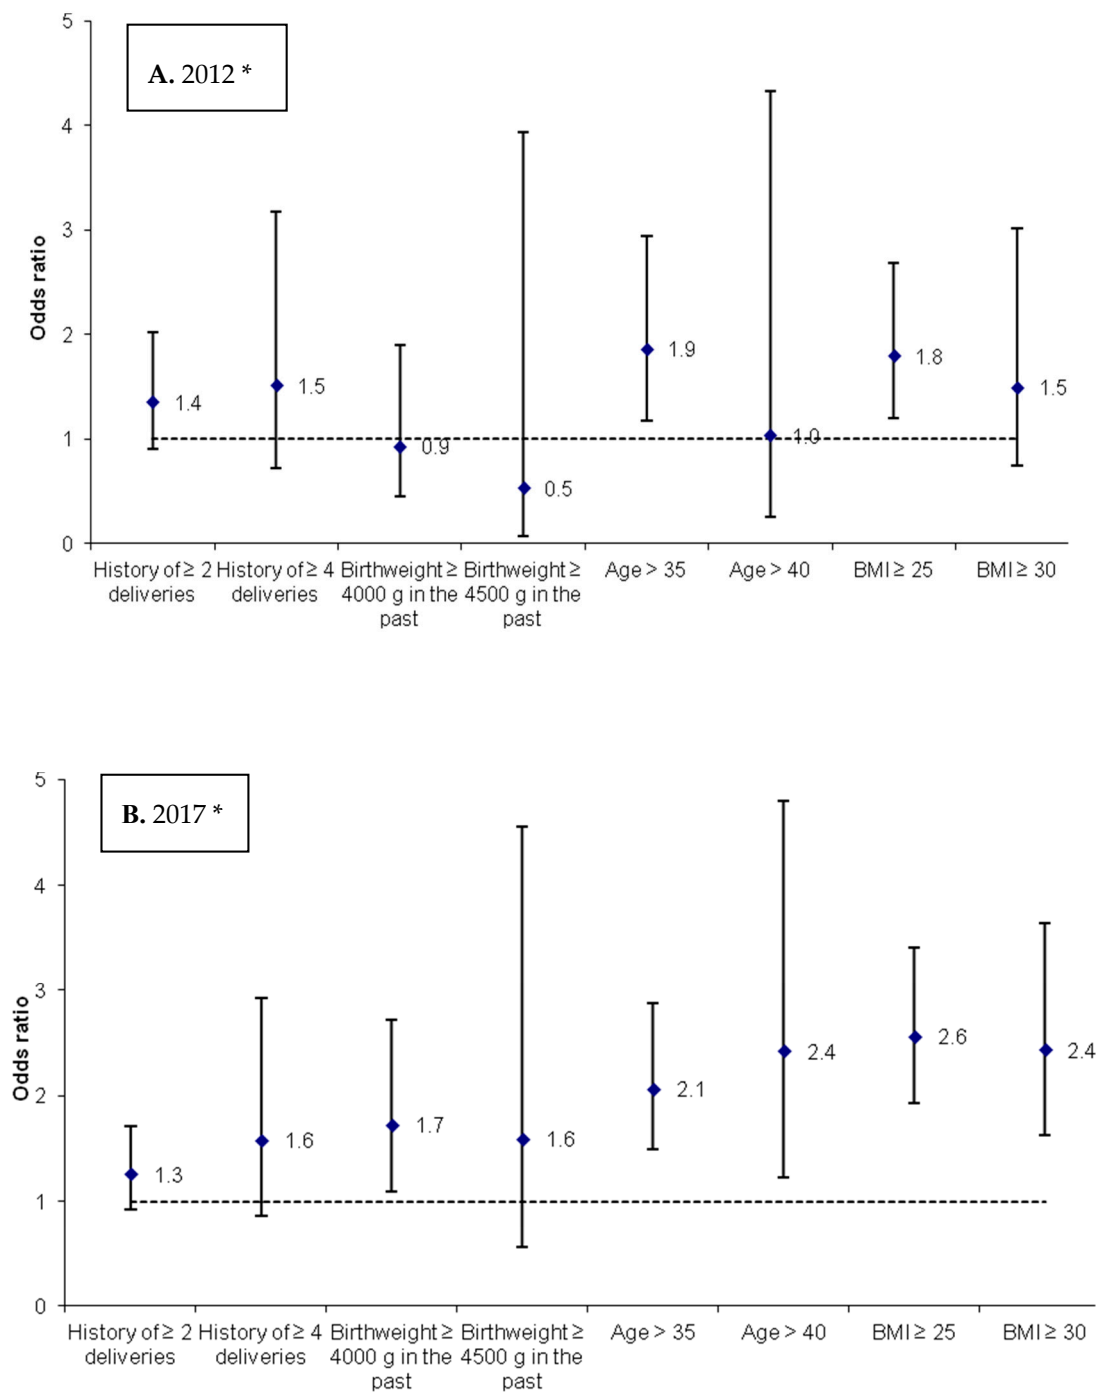 5
A. 2012 *
4
3
Odds ratio
2
1.4
1.5
0.9
0.5
1.9
1.0
1.8
1.5
1
0
History of ≥ 2 History of ≥ 4 Birthweight ≥ Birthweight ≥ Age > 35 Age > 40 BMI ≥ 25 BMI ≥ 30
deliveries deliveries 4000 g in the 4500 g in the
past past
5
B. 2017 *
4
3
Odds ratio
2
1.3
1.6
1.7
1.6
2.1
2.4
2.6
2.4
1
0
History of ≥ 2 History of ≥ 4 Birthweight ≥ Birthweight ≥ Age > 35 Age > 40 BMI ≥ 25 BMI ≥ 30
deliveries deliveries 4000 g in the 4500 g in the
past past